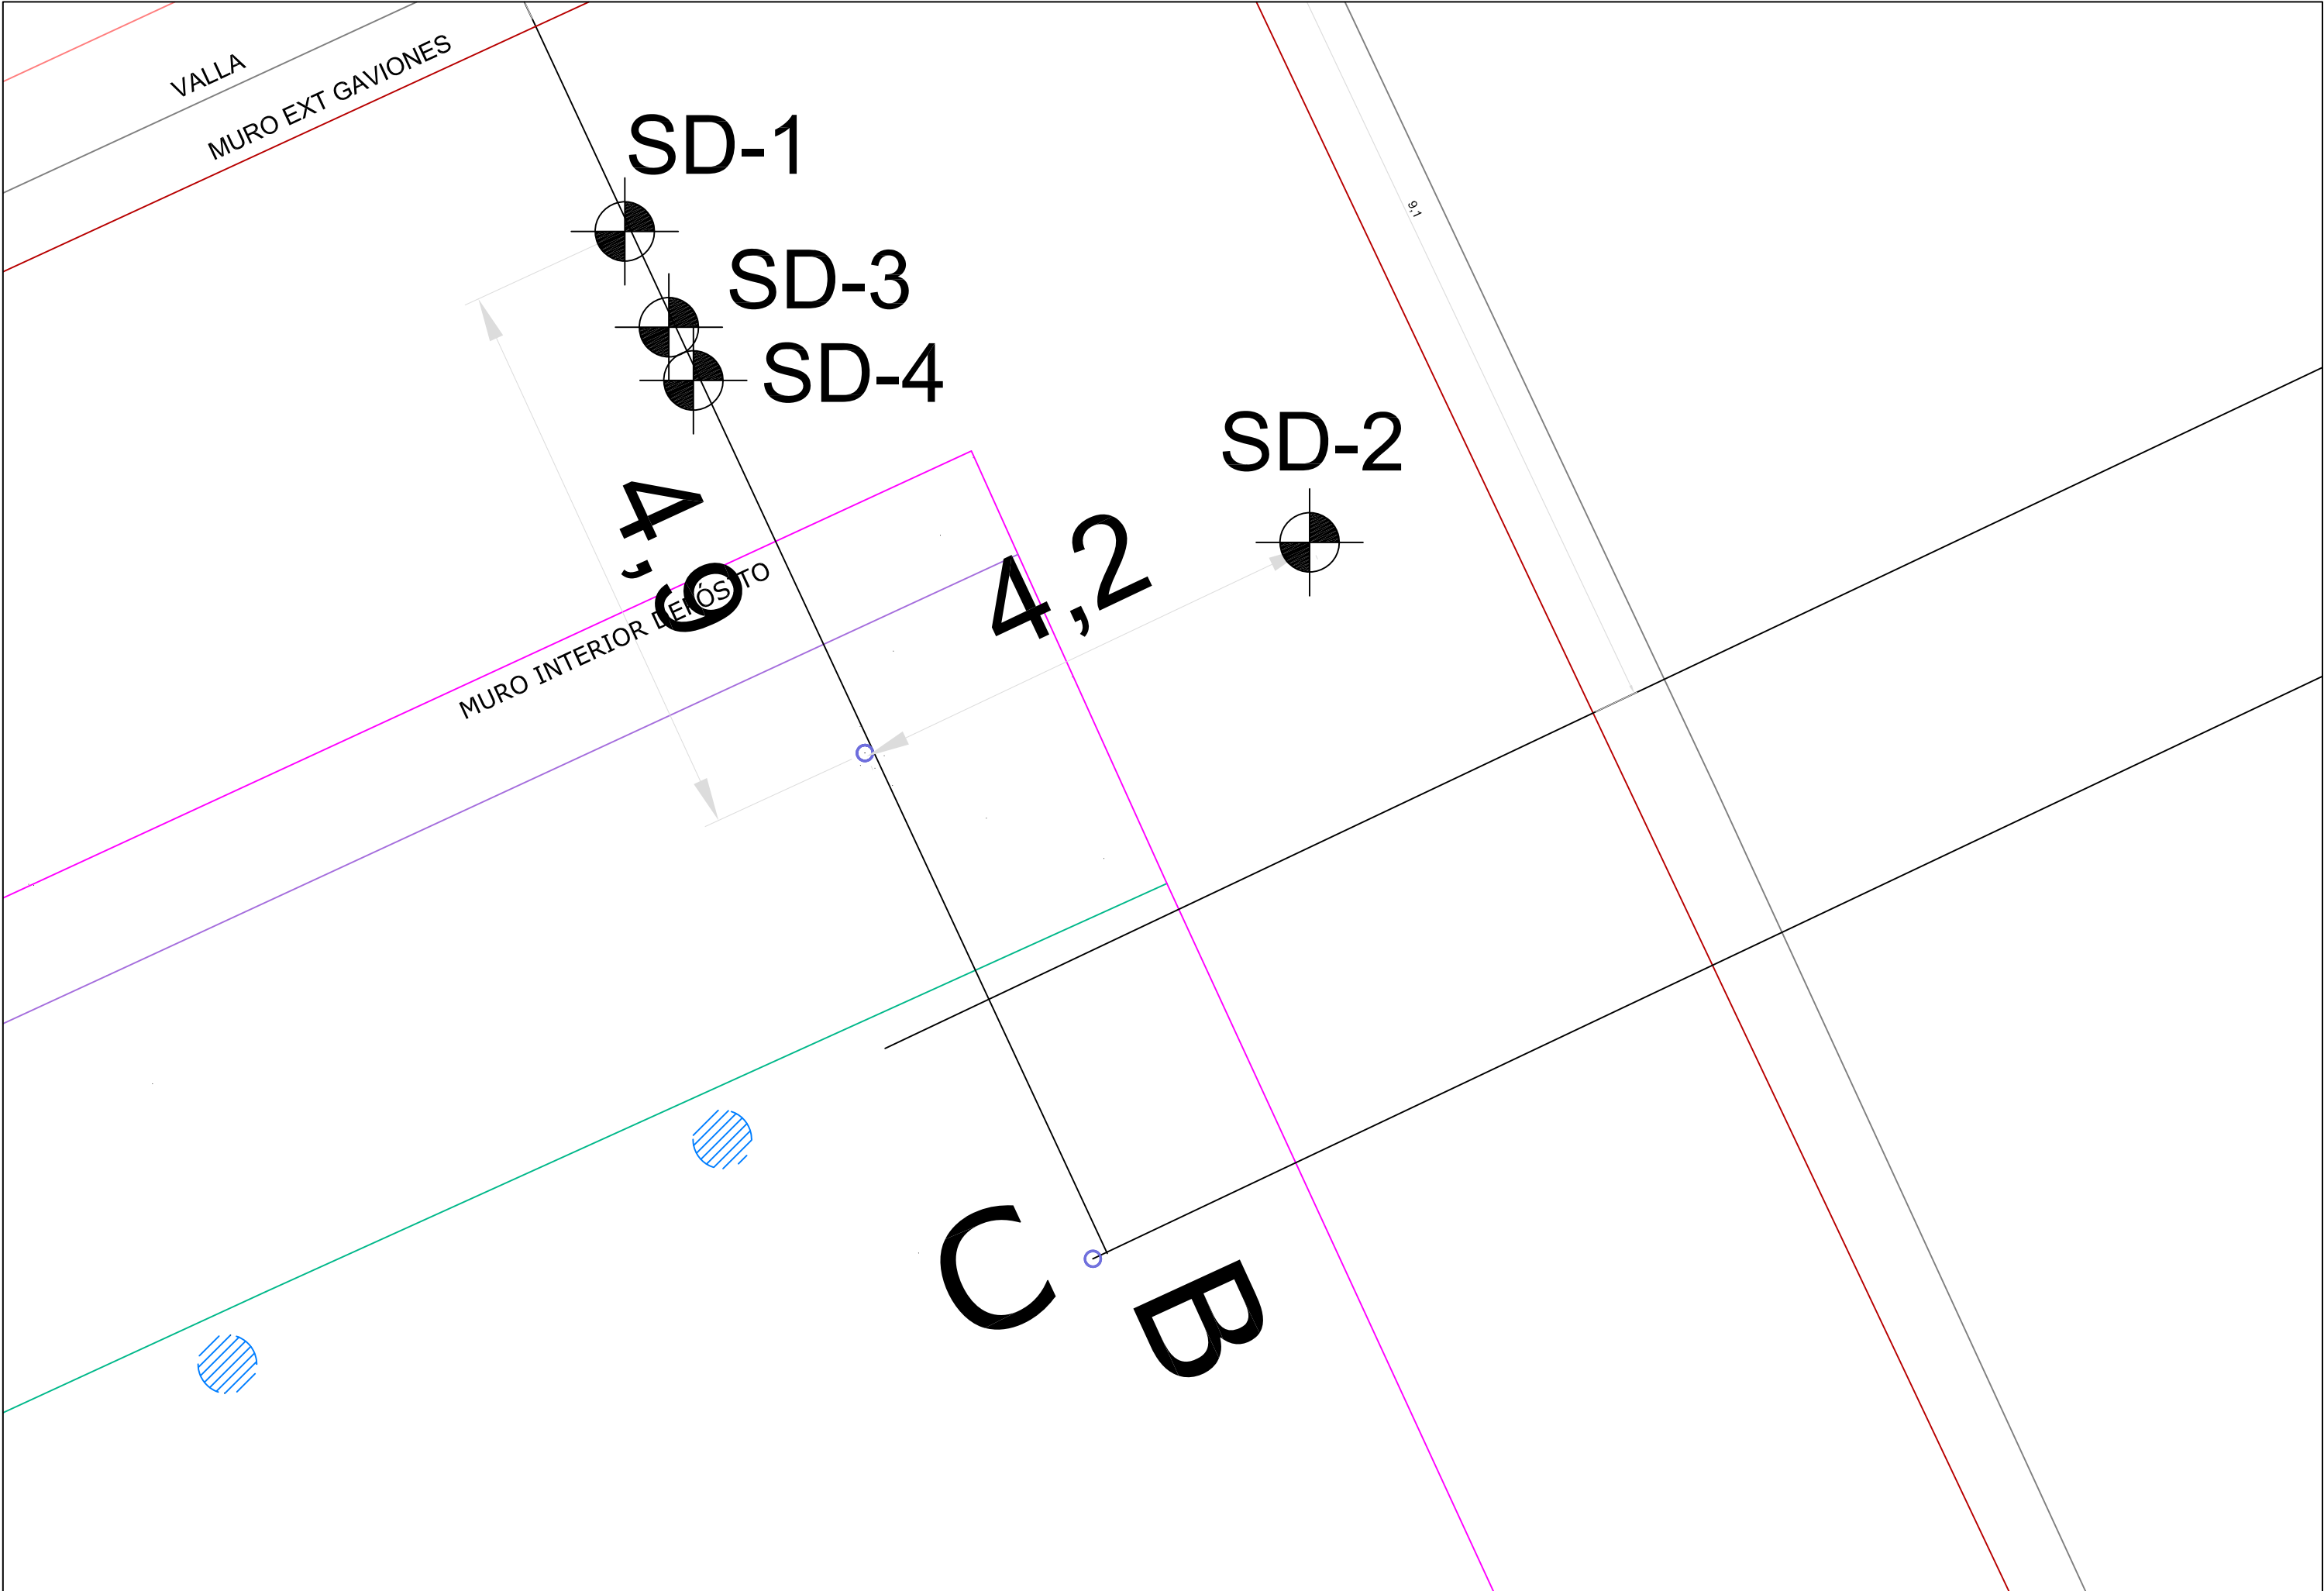 VALLA
MURO EXT GAVIONES
SD-1
9,1
SD-3
SD-4
SD-2
4,9
4,2
MURO INTERIOR DEPÓSITO
C
B